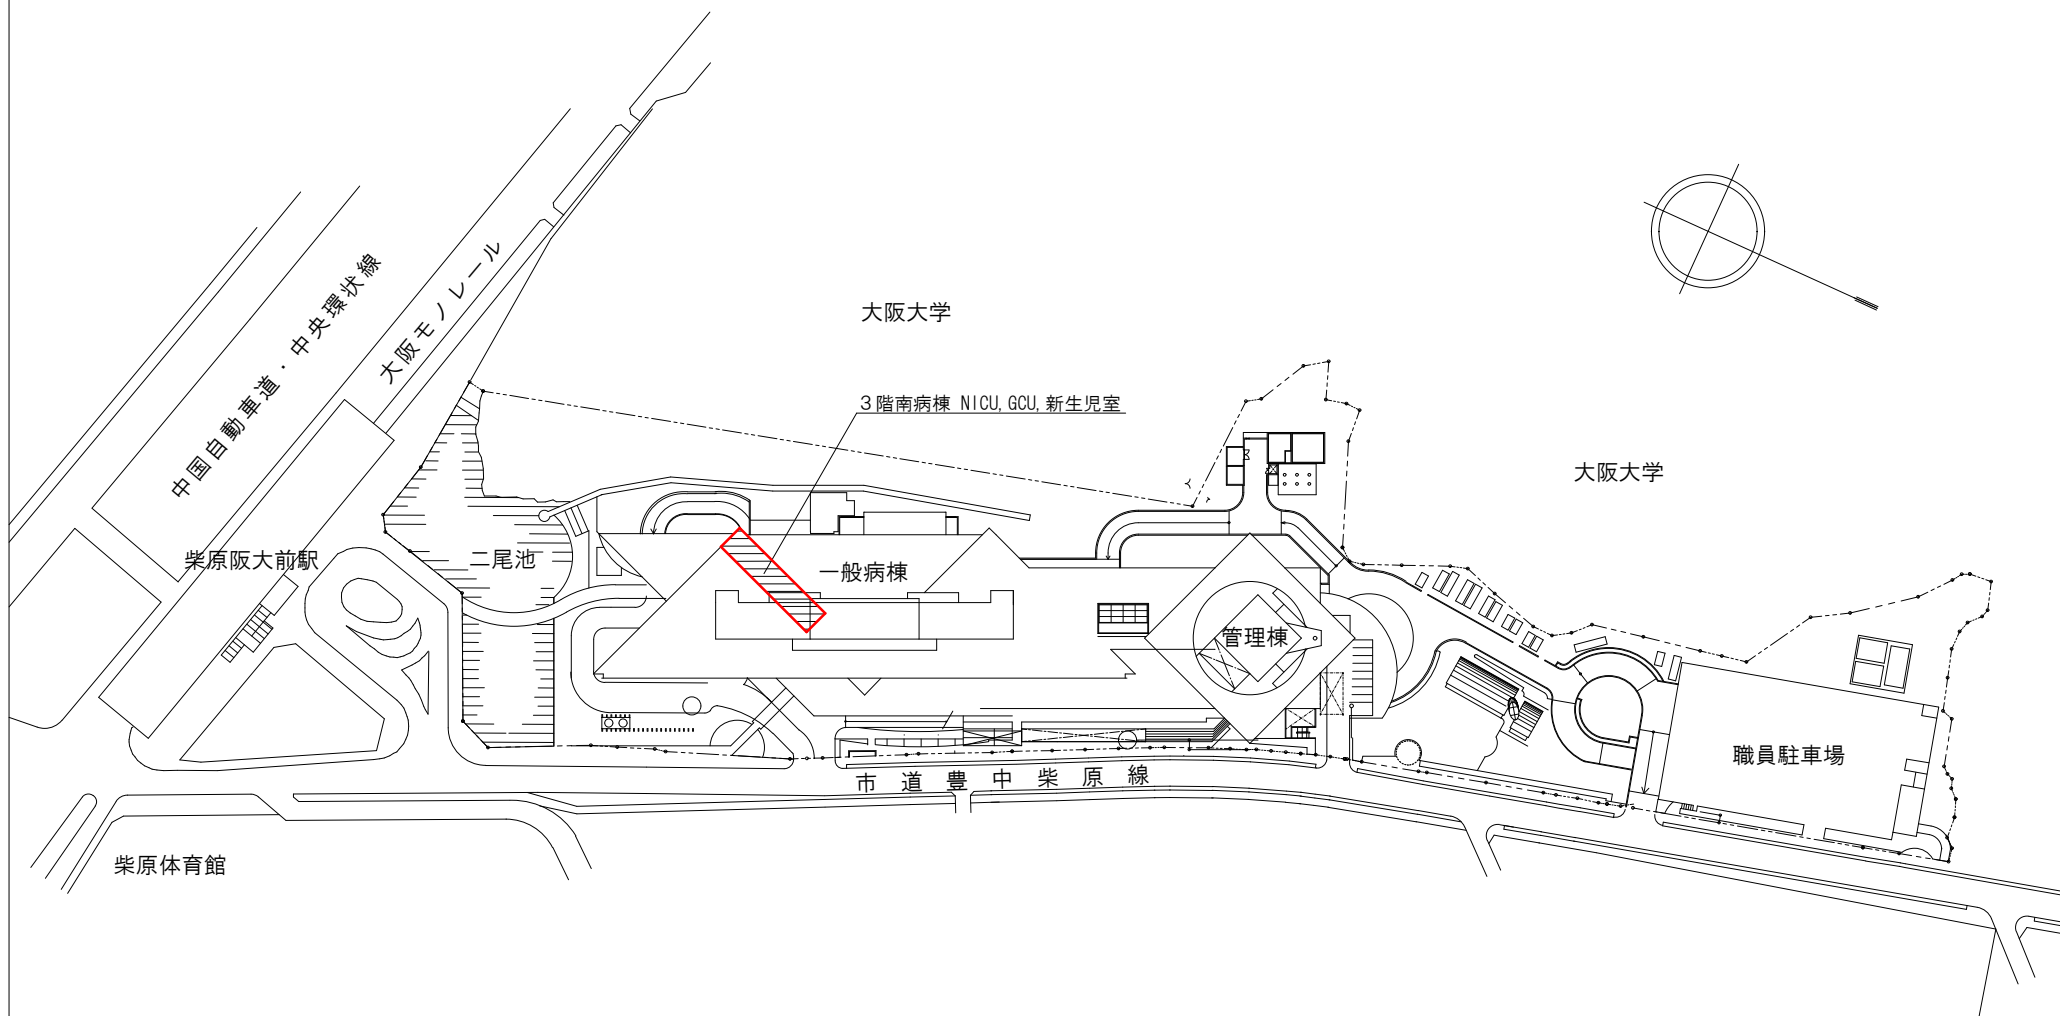 中国自動車道・中央環状線
大阪モノレール
大阪大学
3階南病棟 NICU,GCU,新生児室
大阪大学
柴原阪大前駅
二尾池
一般病棟
管理棟
職員駐車場
市道豊中柴原線
柴原体育館